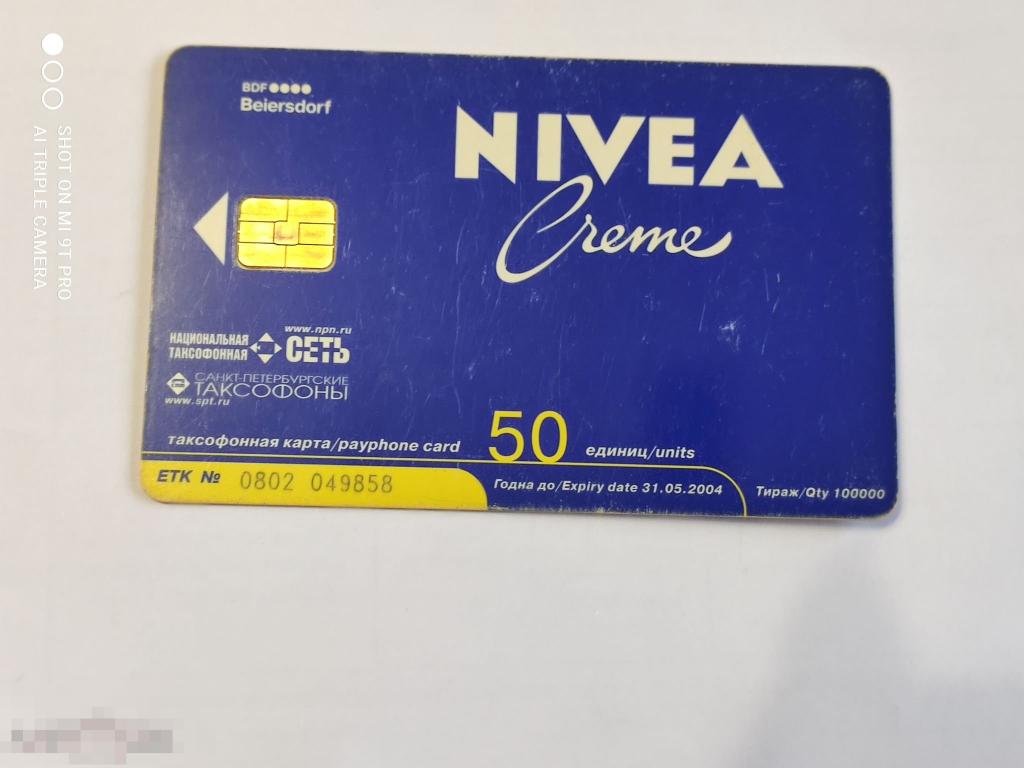 SHOT ON MI 9T PRO
AI TRIPLE CAMERA
BDF
Beiersdorf
NIVEA
Creme
www.npn.ru
НАЦИОНАЛЬНАЯ
ТАКСОФОННАЯ
СЕТЬ
САНКТ-ПЕТЕРБУРГСКИЕ
ТАКСОФОНЫ
www.spt.ru
таксофонная карта/payphone card 50 единиц/units
ЕТК № 0802 049858
Годна до/Expiry date 31.05.2004
Тираж/Qty 100000